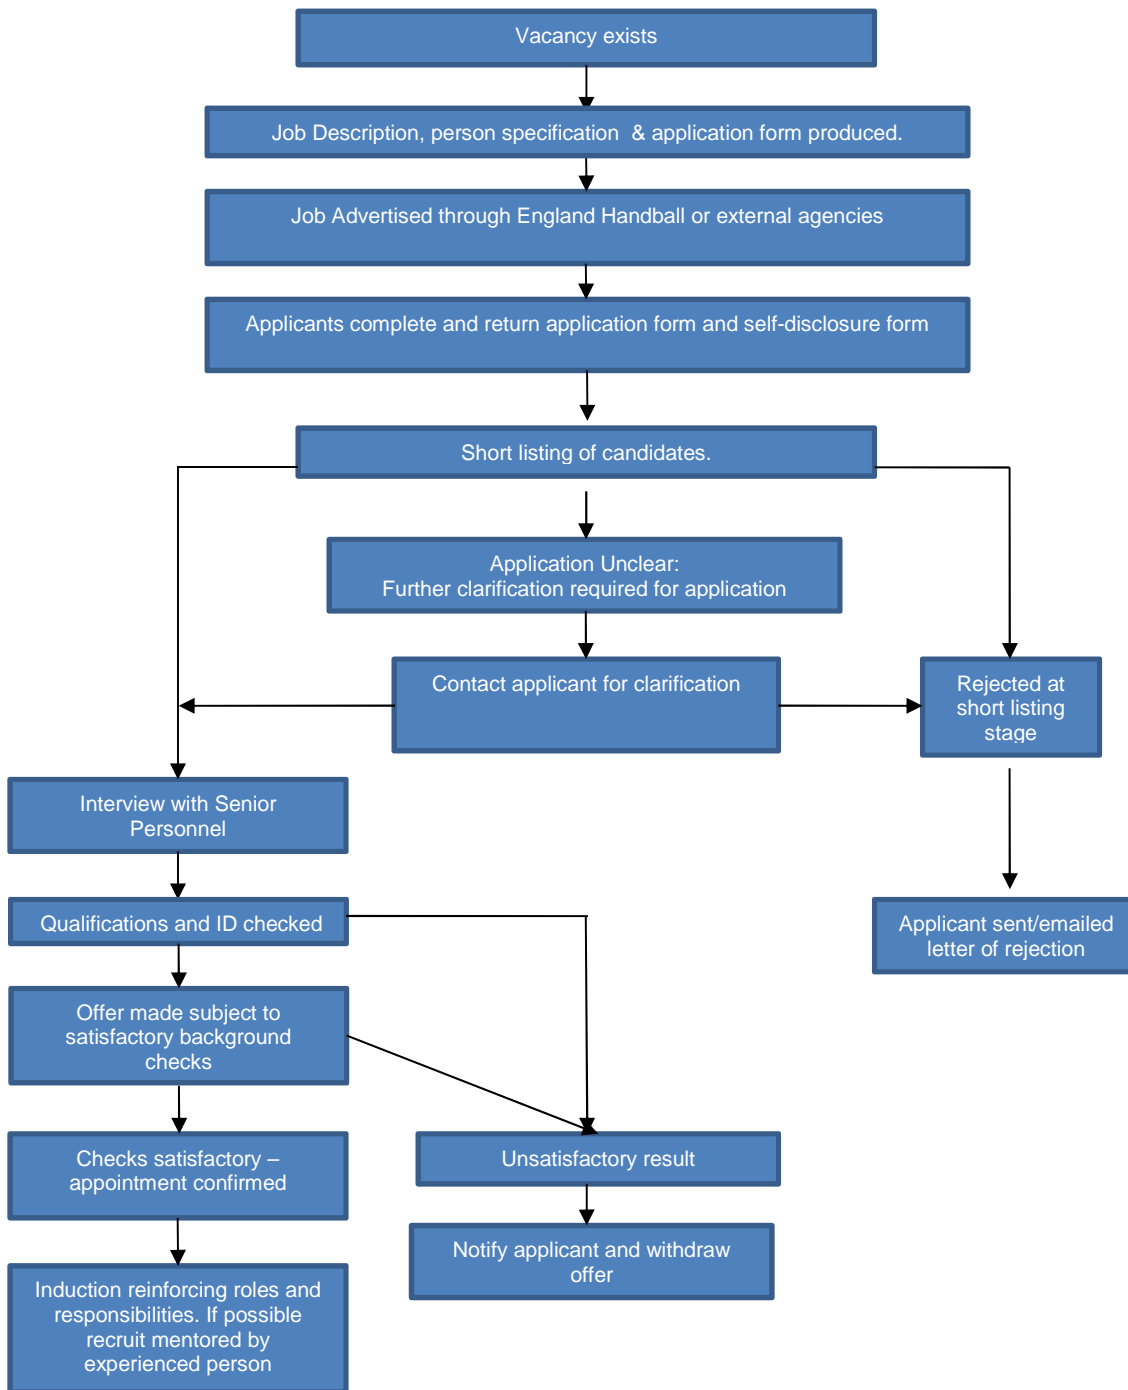 Vacancy exists
Job Description, person specification  & application form produced.
Job Advertised through England Handball or external agencies
Applicants complete and return application form and self-disclosure form
Short listing of candidates.
Application Unclear:
Further clarification required for application
Contact applicant for clarification
Rejected at
short listing
stage
Interview with Senior
Personnel
Qualifications and ID checked
Applicant sent/emailed
letter of rejection
Offer made subject to
satisfactory background
checks
Checks satisfactory –
appointment confirmed
Unsatisfactory result
Notify applicant and withdraw
offer
Induction reinforcing roles and
responsibilities. If possible
recruit mentored by
experienced person